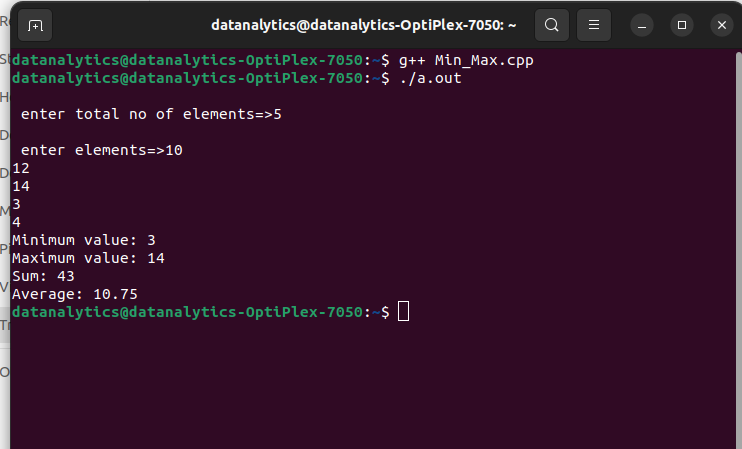 datanalytics@datanalytics-OptiPlex-7050: ~
datanalytics@datanalytics-OptiPlex-7050:~$ g++ Min_Max.cpp
datanalytics@datanalytics-OptiPlex-7050:~$ ./a.out
enter total no of elements=>5
enter elements=>10
12
14
3
4
Minimum value: 3
Maximum value: 14
Sum: 43
Average: 10.75
datanalytics@datanalytics-OptiPlex-7050:~$